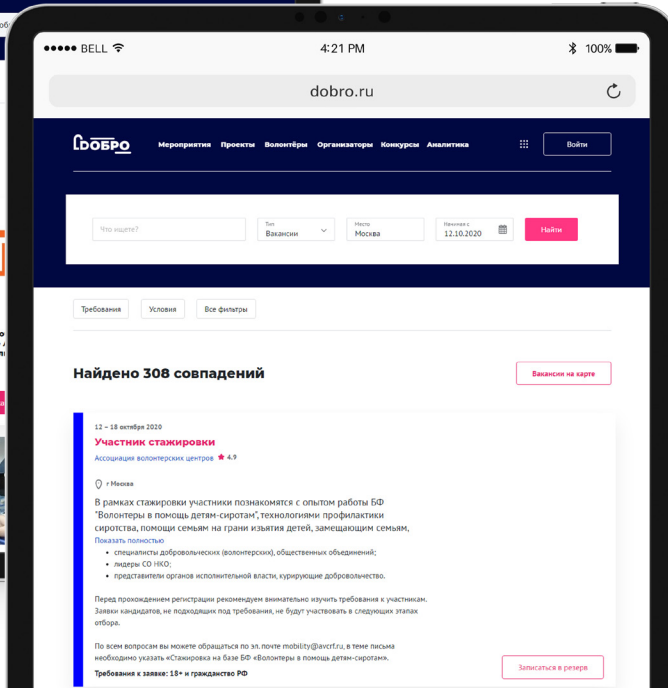 BELL
4:21 PM
100%
dobro.ru
ДОБРО
Мероприятия Проекты Волонтёры Организаторы Конкурсы Аналитика
Войти
Что ищете?
Тип
Вакансии
Место
Москва
Начиная с
12.10.2020
Найти
Требования
Условия
Все фильтры
Найдено 308 совпадений
Вакансии на карте
12 – 18 октября 2020
Участник стажировки
Ассоциация волонтерских центров ★ 4.9
г Москва
В рамках стажировки участники познакомятся с опытом работы БФ
"Волонтеры в помощь детям-сиротам", технологиями профилактики
сиротства, помощи семьям на грани изъятия детей, замещающим семьям,
Показать полностью
• специалисты добровольческих (волонтерских), общественных объединений;
• лидеры СО НКО;
• представители органов исполнительной власти, курирующие добровольчество.
Перед прохождением регистрации рекомендуем внимательно изучить требования к участникам.
Заявки кандидатов, не подходящих под требования, не будут участвовать в следующих этапах
отбора.
По всем вопросам вы можете обращаться по эл. почте mobility@avcrf.ru, в теме письма
необходимо указать «Стажировка на базе БФ «Волонтеры в помощь детям-сиротам».
Требования к заявке: 18+ и гражданство РФ
Записаться в резерв